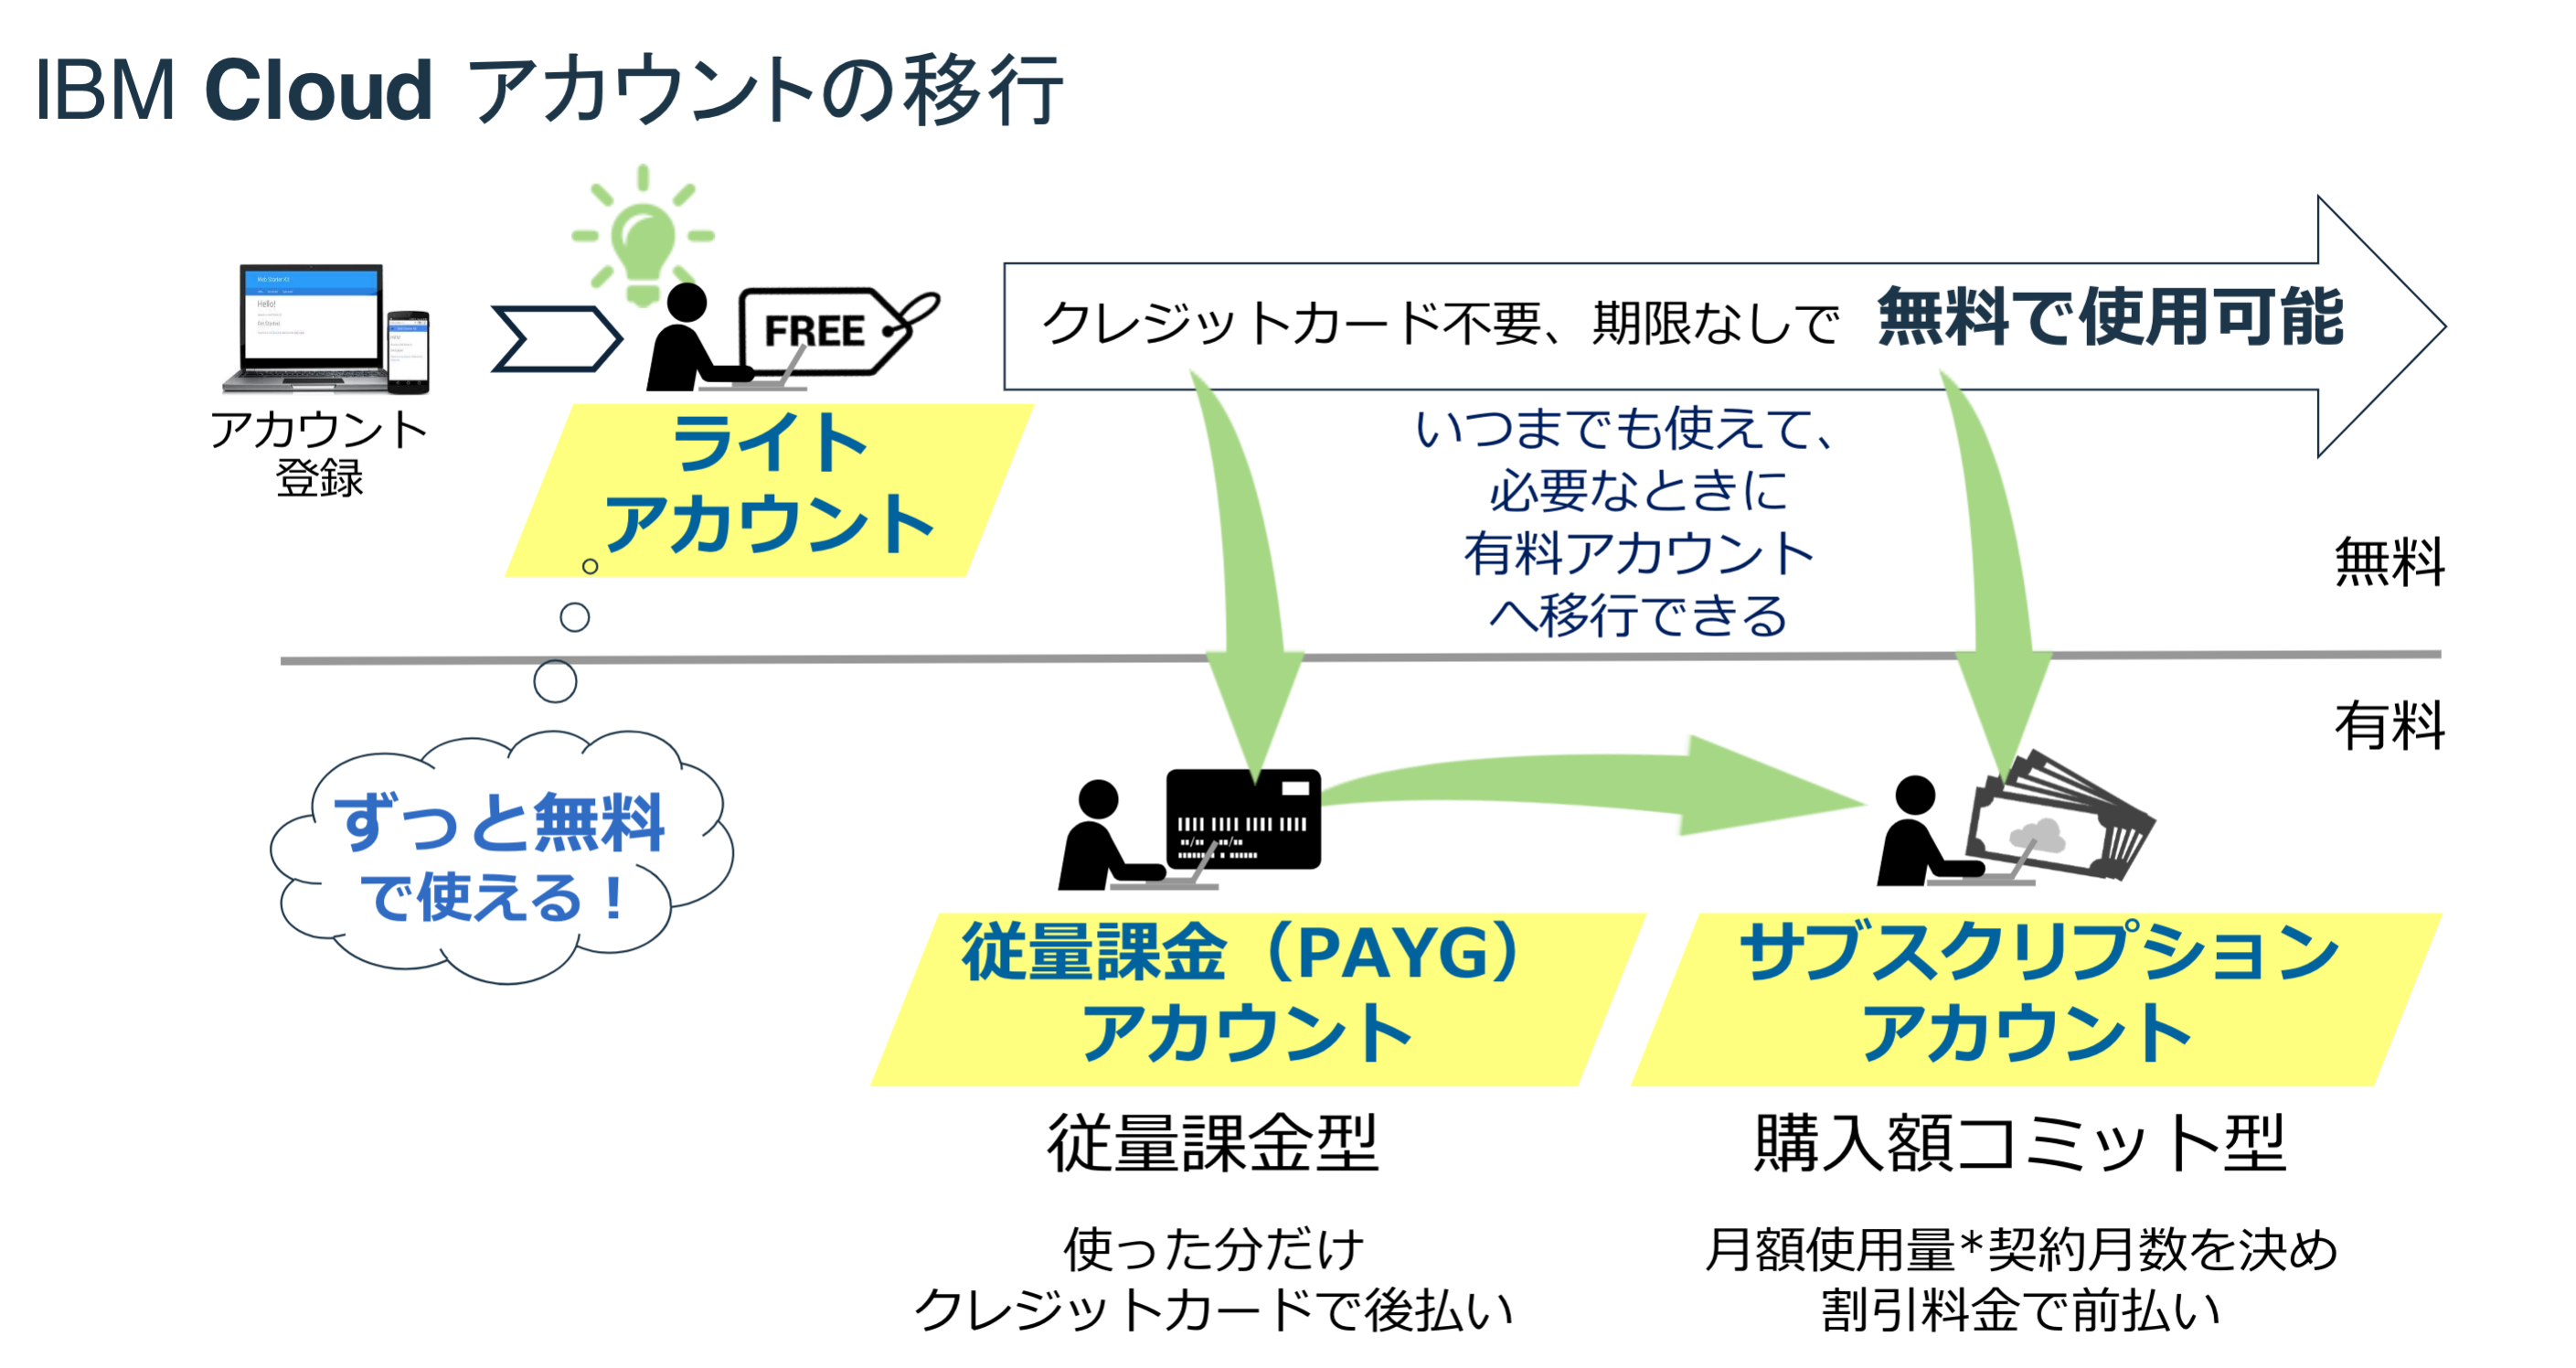 IBM Cloud アカウントの移行
Hello!
FREE
クレジットカード不要、期限なしで 無料で使用可能
アカウント
登録
ライト
アカウント
いつまでも使えて、
必要なときに
有料アカウント
へ移行できる
無料
有料
ずっと無料
で使える！
従量課金（PAYG）
アカウント
サブスクリプション
アカウント
従量課金型
購入額コミット型
使った分だけ
クレジットカードで後払い
月額使用量*契約月数を決め
割引料金で前払い